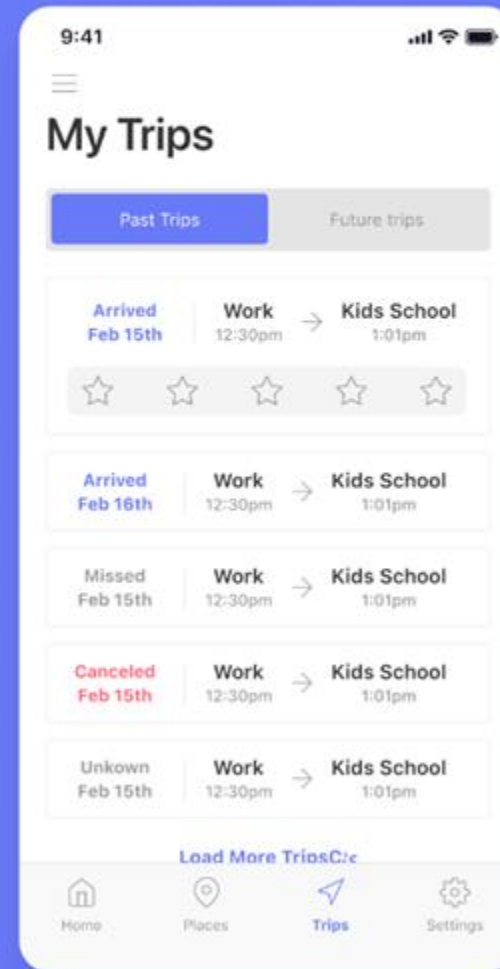 9:41
My Trips
Past Trips
Future trips
Arrived
Feb 15th
Work
12:30pm
Kids School
1:01pm
Arrived
Feb 16th
Work
12:30pm
Kids School
1:01pm
Missed
Feb 15th
Work
12:30pm
Kids School
1:01pm
Canceled
Feb 15th
Work
12:30pm
Kids School
1:01pm
Unkown
Feb 15th
Work
12:30pm
Kids School
1:01pm
Load More Trips
Home
Places
Trips
Settings